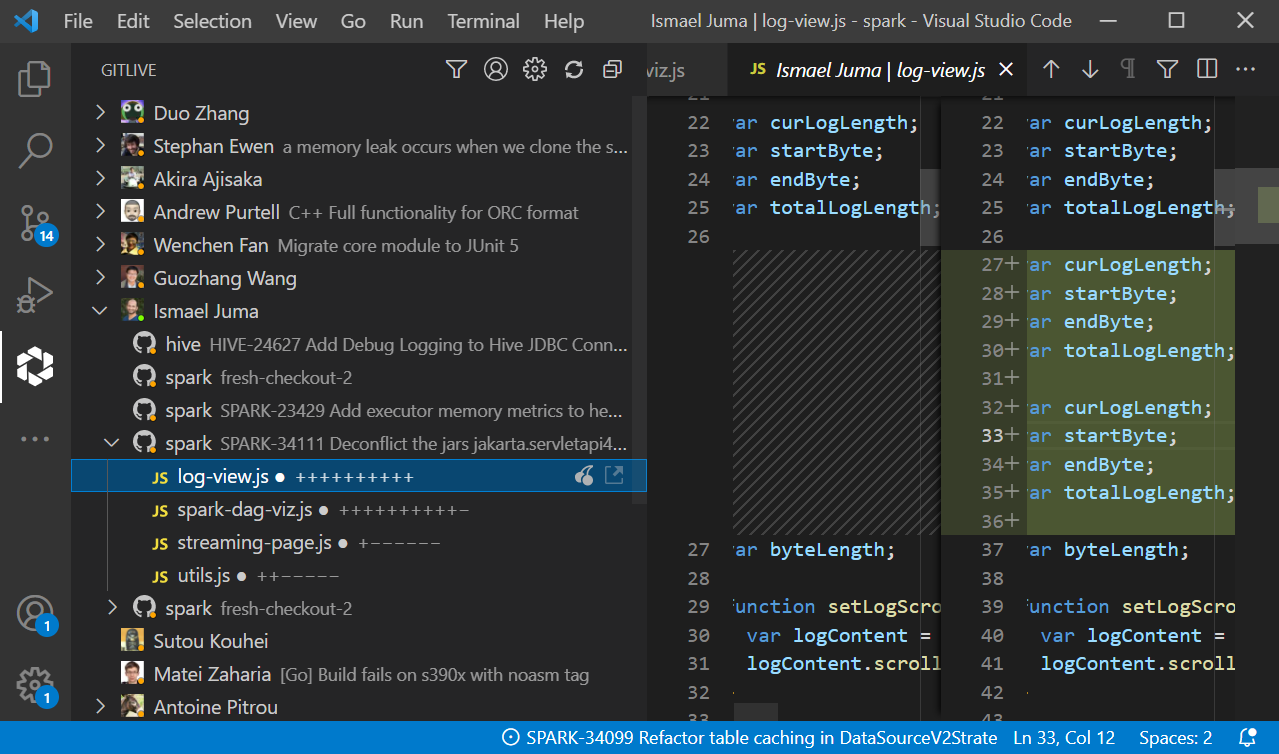 File Edit Selection View Go Run Terminal Help Ismael Juma | log-view.js - spark - Visual Studio Code
GITLIVE
viz.js JS Ismael Juma | log-view.js
Duo Zhang
Stephan Ewen a memory leak occurs when we clone the s...
Akira Ajisaka
Andrew Purtell C++ Full functionality for ORC format
Wenchen Fan Migrate core module to JUnit 5
Guozhang Wang
Ismael Juma
hive HIVE-24627 Add Debug Logging to Hive JDBC Conn...
spark fresh-checkout-2
spark SPARK-23429 Add executor memory metrics to he...
spark SPARK-34111 Deconflict the jars jakarta.servletapi4...
JS log-view.js ● ++++++++++
JS spark-dag-viz.js ● ++++++++++-
JS streaming-page.js ● +------
JS utils.js ● ++-----
spark fresh-checkout-2
Sutou Kouhei
Matei Zaharia [Go] Build fails on s390x with noasm tag
Antoine Pitrou
14
1
1
21
22 var curLogLength;
23 var startByte;
24 var endByte;
25 var totalLogLength;
26
27 var byteLength;
28
29 function setLogScro
30 var logContent =
31 logContent.scroll
32
33
21
22 var curLogLength;
23 var startByte;
24 var endByte;
25 var totalLogLength;
26
27+ var curLogLength;
28+ var startByte;
29+ var endByte;
30+ var totalLogLength;
31+
32+ var curLogLength;
33+ var startByte;
34+ var endByte;
35+ var totalLogLength;
36+
37 var byteLength;
38
39 function setLogScro
40 var logContent =
41 logContent.scroll
42
43
SPARK-34099 Refactor table caching in DataSourceV2Strate Ln 33, Col 12 Spaces: 2